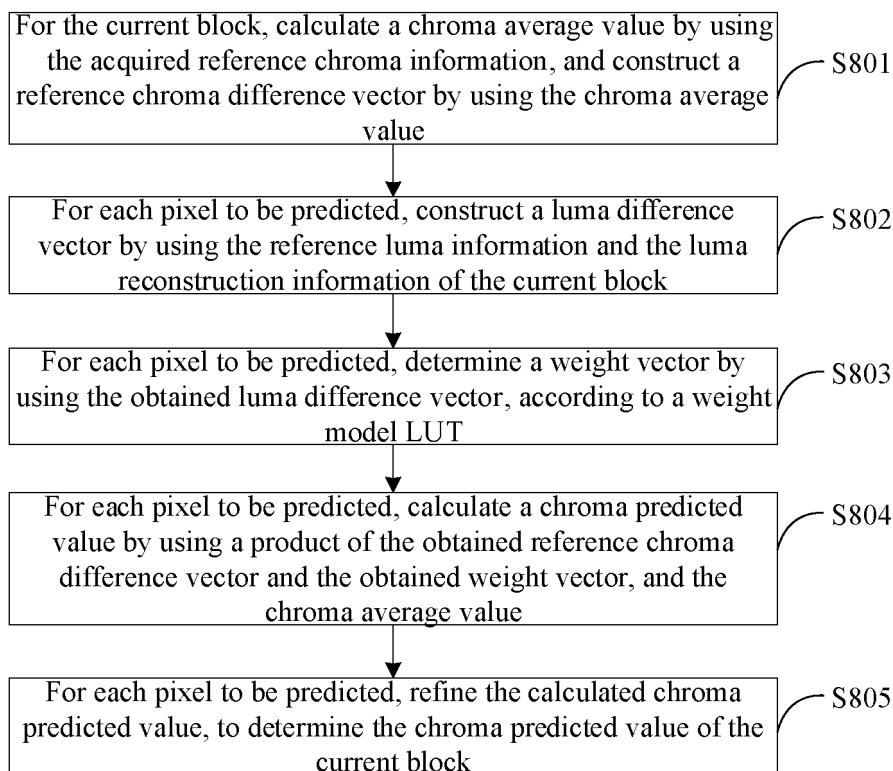 For the current block, calculate a chroma average value by using
the acquired reference chroma information, and construct a
reference chroma difference vector by using the chroma average
value
S801
For each pixel to be predicted, construct a luma difference
vector by using the reference luma information and the luma
reconstruction information of the current block
S802
For each pixel to be predicted, determine a weight vector by
using the obtained luma difference vector, according to a weight
model LUT
S803
For each pixel to be predicted, calculate a chroma predicted
value by using a product of the obtained reference chroma
difference vector and the obtained weight vector, and the
chroma average value
S804
For each pixel to be predicted, refine the calculated chroma
predicted value, to determine the chroma predicted value of the
current block
S805